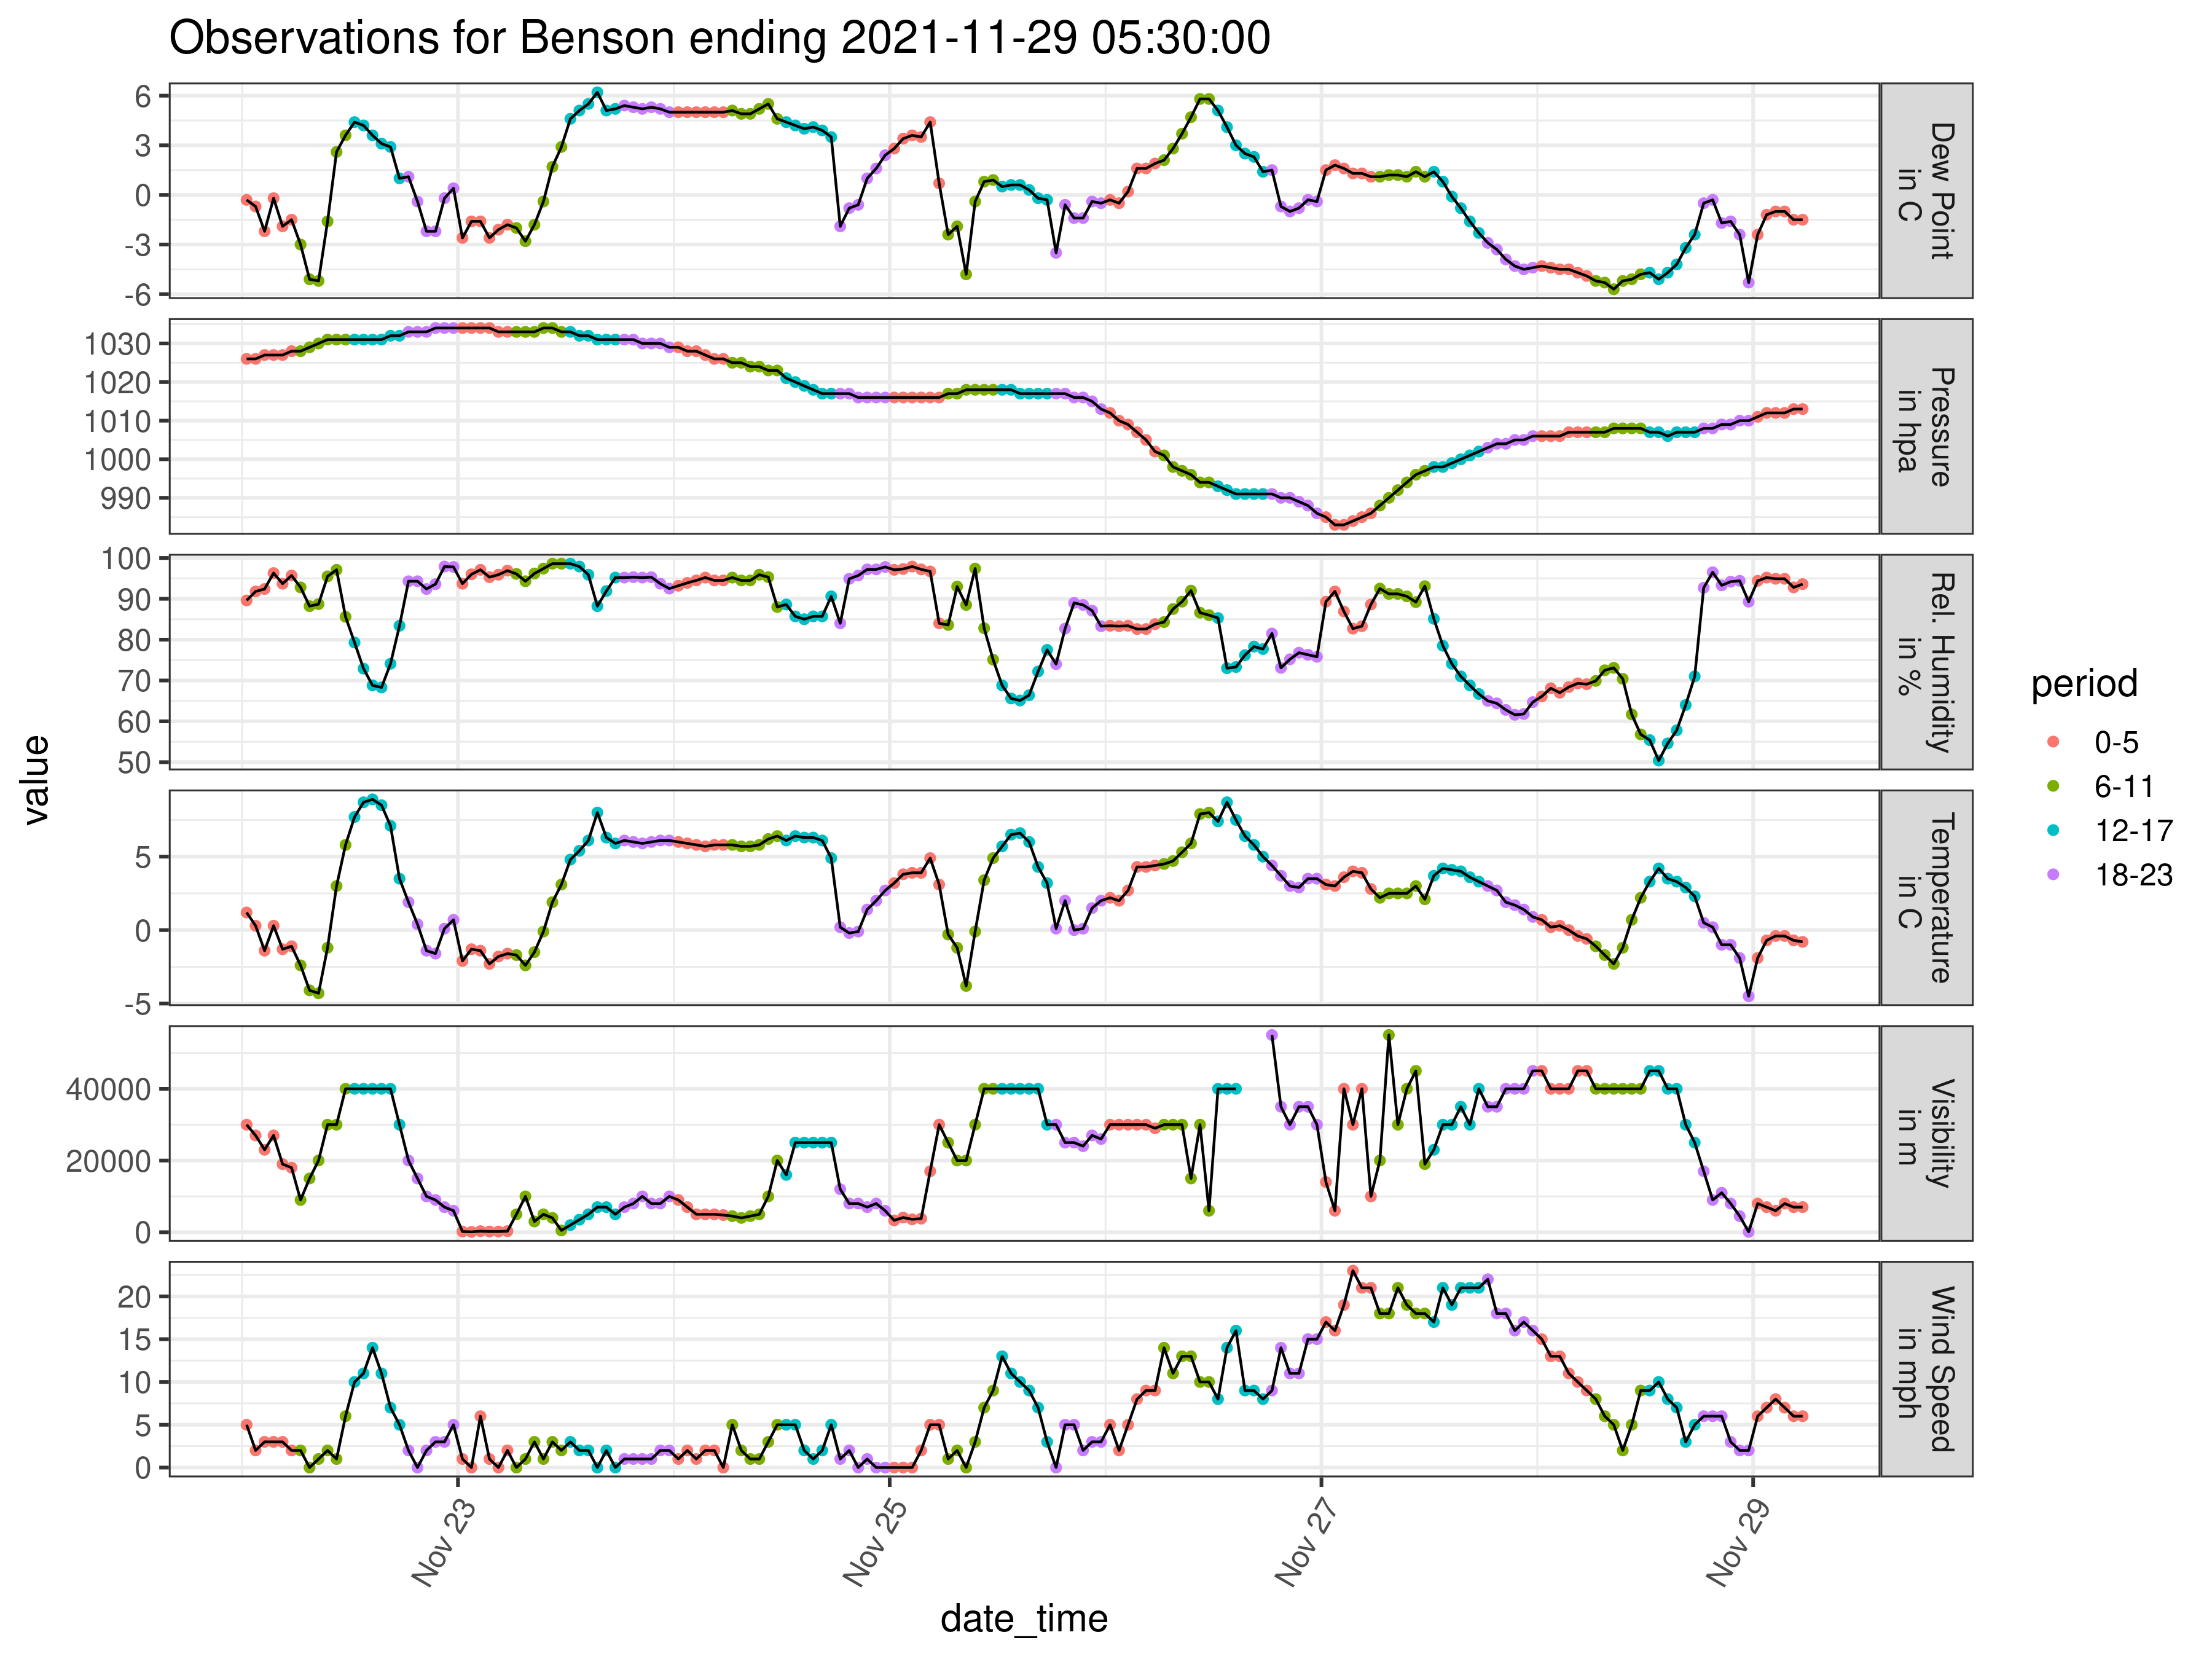 Observations for Benson ending 2021-11-29 05:30:00
6
3
0
-3
-6
Dew Point
in C
1030
1020
1010
1000
990
Pressure
in hpa
100
90
80
70
60
50
Rel. Humidity
in %
5
0
-5
Temperature
in C
40000
20000
0
Visibility
in m
20
15
10
5
0
Wind Speed
in mph
value
Nov 23
Nov 25
Nov 27
Nov 29
date_time
period
0-5
6-11
12-17
18-23